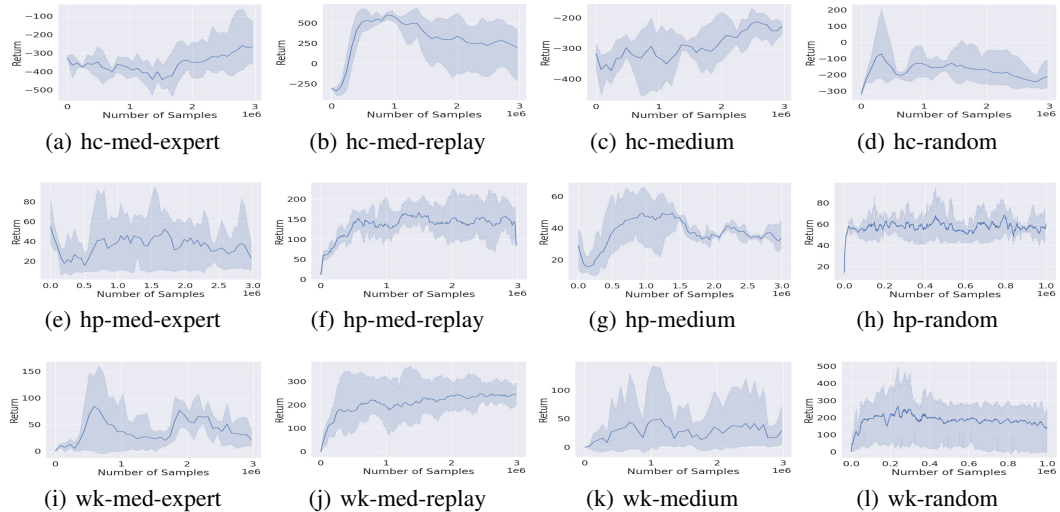 −100
−200
−300
−400
−500
Return
0 1 2 3
Number of Samples 1e6
(a) hc-med-expert
500
250
0
−250
Return
0 1 2 3
Number of Samples 1e6
(b) hc-med-replay
−200
−300
−400
Return
0 1 2 3
Number of Samples 1e6
(c) hc-medium
200
100
0
−100
−200
−300
Return
0 1 2 3
Number of Samples 1e6
(d) hc-random
80
60
40
20
Return
0.0 0.5 1.0 1.5 2.0 2.5 3.0
Number of Samples 1e6
(e) hp-med-expert
200
150
100
50
0
Return
0 1 2 3
Number of Samples 1e6
(f) hp-med-replay
60
40
20
Return
0.0 0.5 1.0 1.5 2.0 2.5 3.0
Number of Samples 1e6
(g) hp-medium
80
60
40
20
Return
0.0 0.2 0.4 0.6 0.8 1.0
Number of Samples 1e6
(h) hp-random
150
100
50
0
Return
0 1 2 3
Number of Samples 1e6
(i) wk-med-expert
300
200
100
0
Return
0 1 2 3
Number of Samples 1e6
(j) wk-med-replay
100
50
0
Return
0 1 2 3
Number of Samples 1e6
(k) wk-medium
500
400
300
200
100
0
Return
0.0 0.2 0.4 0.6 0.8 1.0
Number of Samples 1e6
(l) wk-random